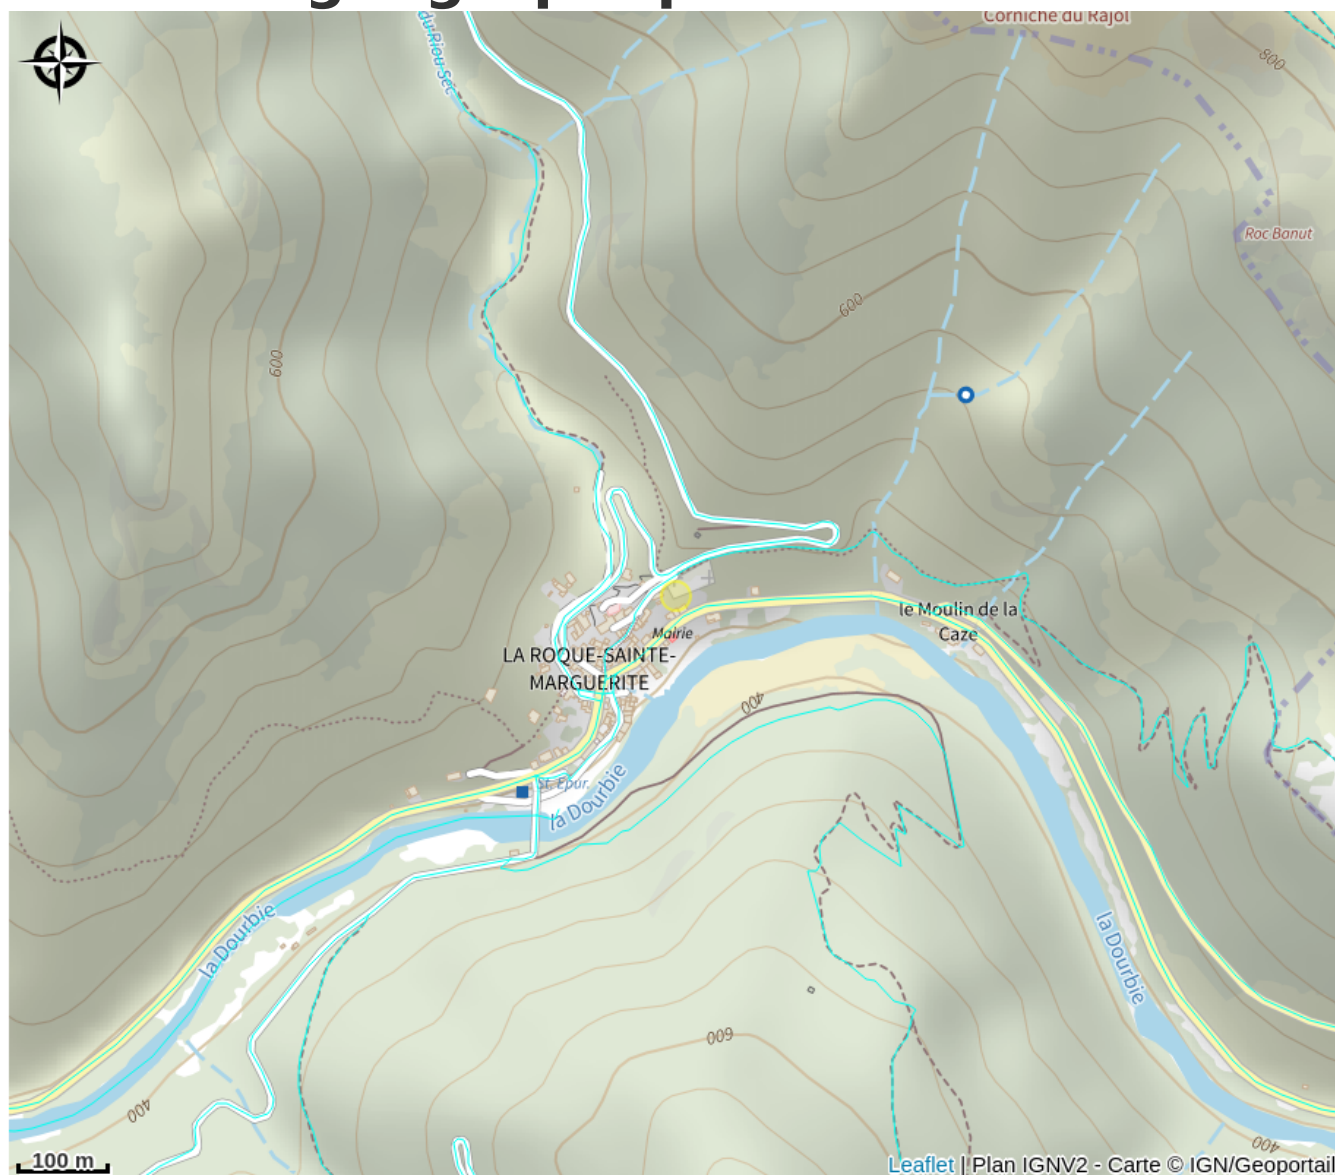 Corniche du Rajol
du Riou Sec
800
Roc Banut
600
600
le Moulin de la
Caze
Mairie
LA ROQUE-SAINTE-
MARGUERITE
400
St. Epur.
la Dourbie
la Dourbie
la Dourbie
600
400
400
100 m
Leaflet | Plan IGNV2 - Carte © IGN/Geoportail